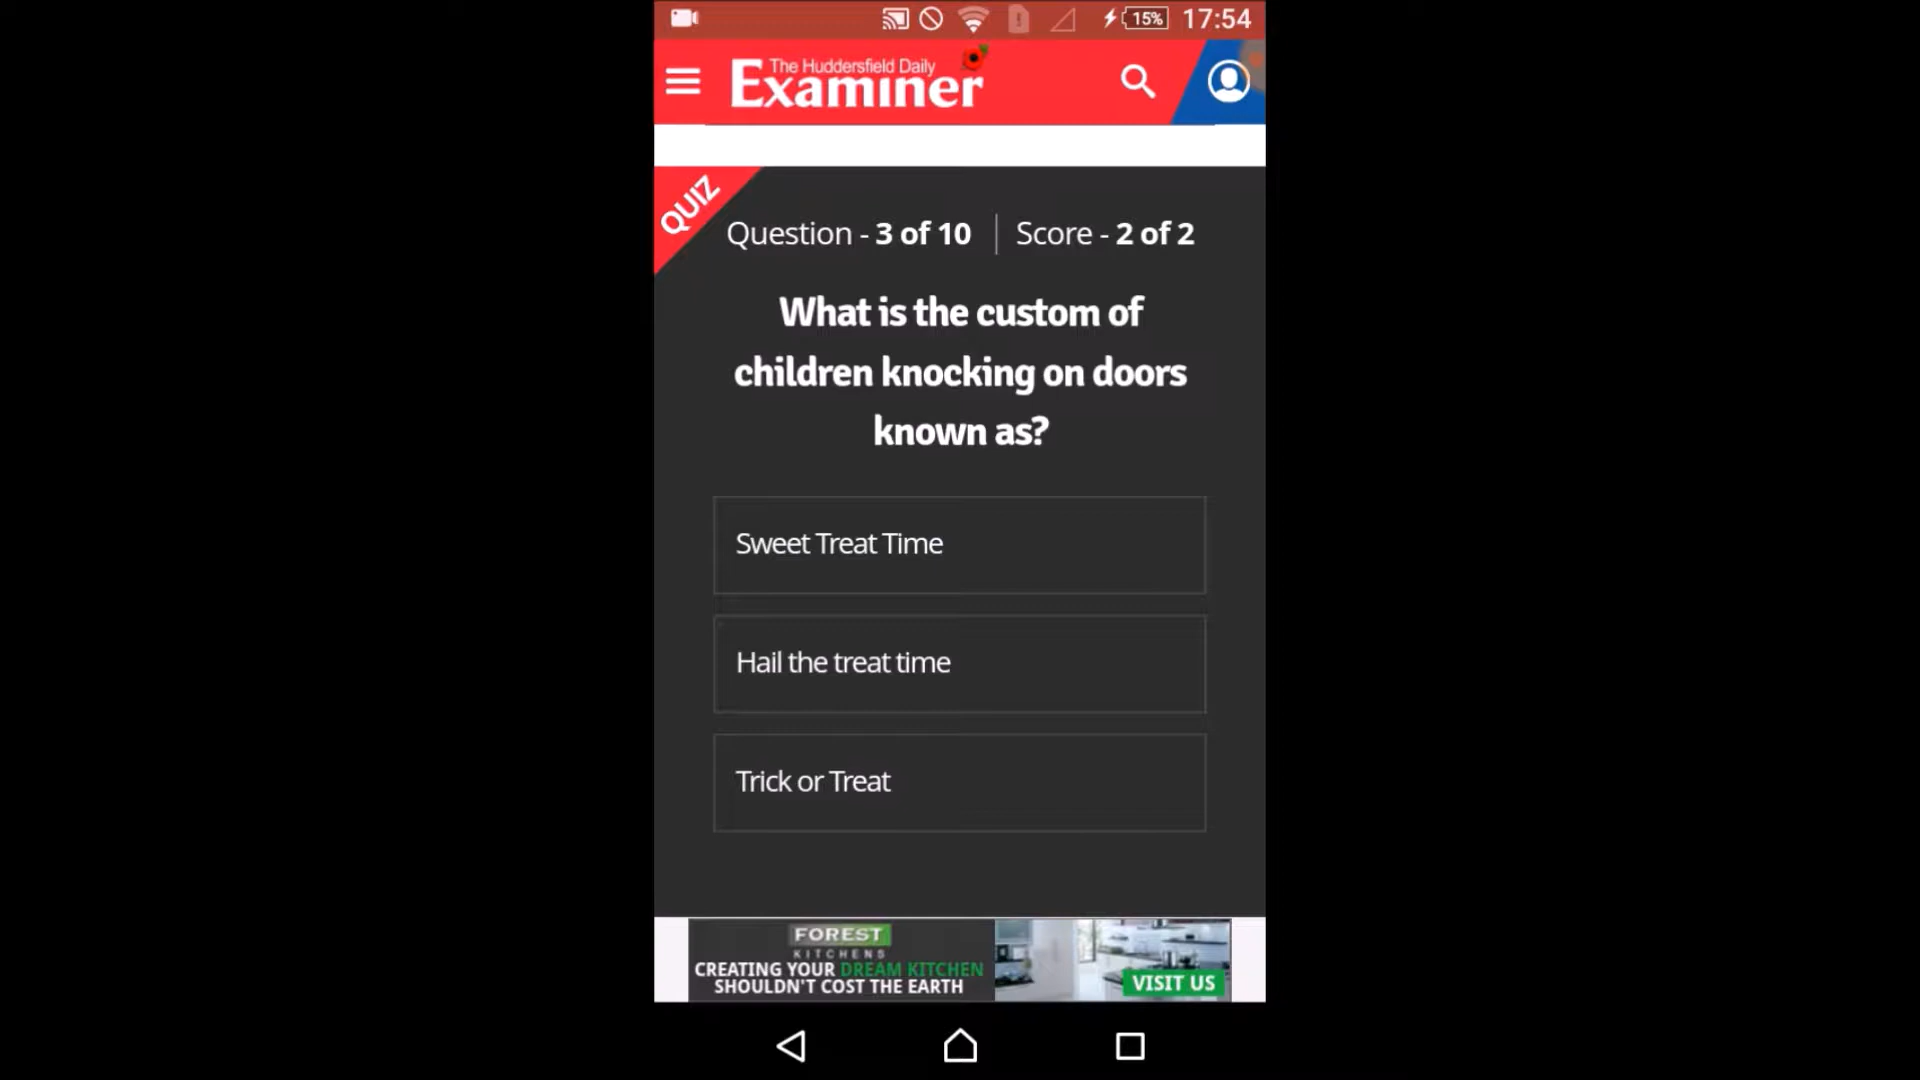 15% 17:54
The Huddersfield Daily
Examiner
QUIZ
Question - 3 of 10 Score - 2 of 2
What is the custom of
children knocking on doors
known as?
Sweet Treat Time
Hail the treat time
Trick or Treat
FOREST
KITCHENS
CREATING YOUR DREAM KITCHEN
SHOULDN'T COST THE EARTH
VISIT US